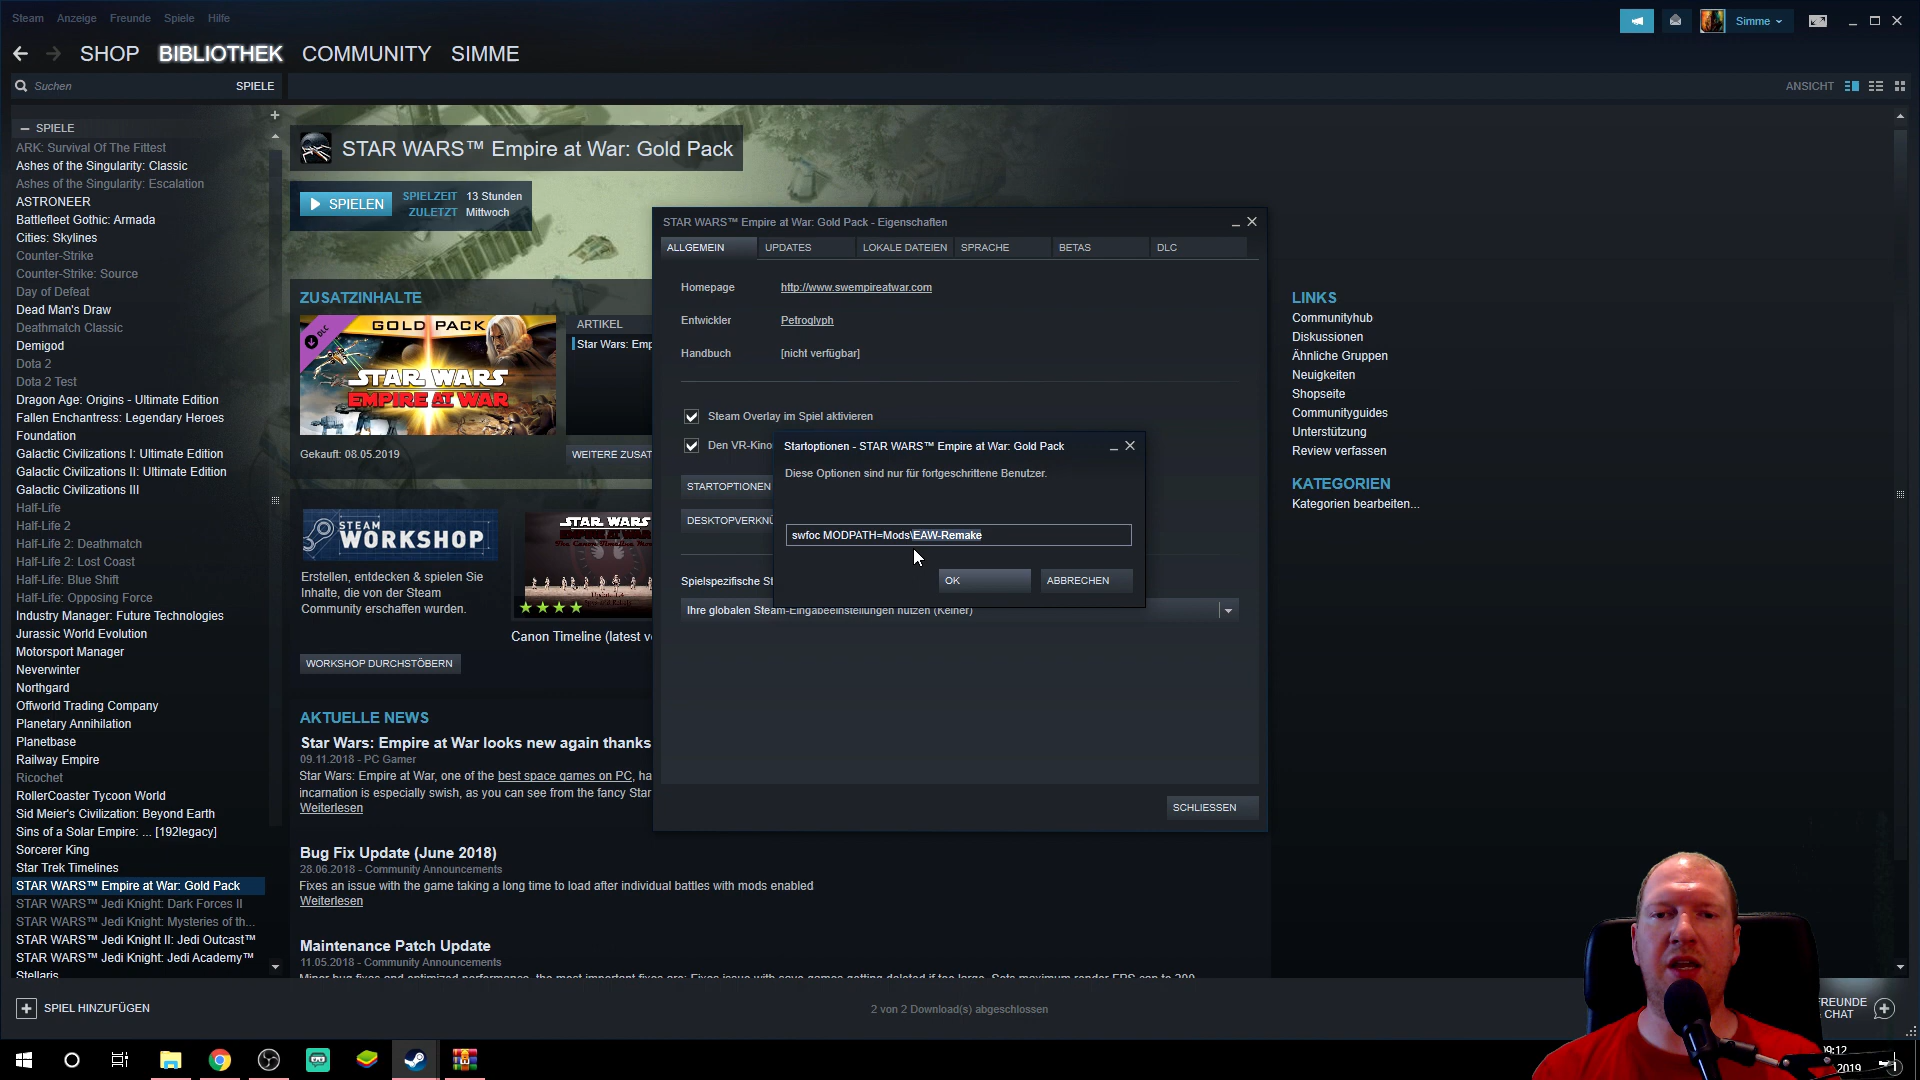 Steam Anzeige Freunde Spiele Hilfe
Simme
SHOP BIBLIOTHEK COMMUNITY SIMME
Suchen SPIELE ANSICHT
SPIELE
ARK: Survival Of The Fittest
Ashes of the Singularity: Classic
Ashes of the Singularity: Escalation
ASTRONEER
Battlefleet Gothic: Armada
Cities: Skylines
Counter-Strike
Counter-Strike: Source
Day of Defeat
Dead Man's Draw
Deathmatch Classic
Demigod
Dota 2
Dota 2 Test
Dragon Age: Origins - Ultimate Edition
Fallen Enchantress: Legendary Heroes
Foundation
Galactic Civilizations I: Ultimate Edition
Galactic Civilizations II: Ultimate Edition
Galactic Civilizations III
Half-Life
Half-Life 2
Half-Life 2: Deathmatch
Half-Life 2: Lost Coast
Half-Life: Blue Shift
Half-Life: Opposing Force
Industry Manager: Future Technologies
Jurassic World Evolution
Motorsport Manager
Neverwinter
Northgard
Offworld Trading Company
Planetary Annihilation
Planetbase
Railway Empire
Ricochet
RollerCoaster Tycoon World
Sid Meier's Civilization: Beyond Earth
Sins of a Solar Empire: ... [192legacy]
Sorcerer King
Star Trek Timelines
STAR WARS™ Empire at War: Gold Pack
STAR WARS™ Jedi Knight: Dark Forces II
STAR WARS™ Jedi Knight: Mysteries of th...
STAR WARS™ Jedi Knight II: Jedi Outcast™
STAR WARS™ Jedi Knight: Jedi Academy™
Stellaris
STAR WARS™ Empire at War: Gold Pack
SPIELEN
SPIELZEIT 13 Stunden
ZULETZT Mittwoch
ZUSATZINHALTE
DLC
GOLD PACK
STAR WARS
EMPIRE AT WAR
ARTIKEL
Star Wars: Emp
Gekauft: 08.05.2019
WEITERE ZUSAT
STEAM
WORKSHOP
Erstellen, entdecken & spielen Sie
Inhalte, die von der Steam
Community erschaffen wurden.
STAR WARS
Canon Timeline (latest v
WORKSHOP DURCHSTÖBERN
AKTUELLE NEWS
Star Wars: Empire at War looks new again thanks
09.11.2018 - PC Gamer
Star Wars: Empire at War, one of the best space games on PC, ha
incarnation is especially swish, as you can see from the fancy Star
Weiterlesen
Bug Fix Update (June 2018)
28.06.2018 - Community Announcements
Fixes an issue with the game taking a long time to load after individual battles with mods enabled
Weiterlesen
Maintenance Patch Update
11.05.2018 - Community Announcements
STAR WARS™ Empire at War: Gold Pack - Eigenschaften
ALLGEMEIN UPDATES LOKALE DATEIEN SPRACHE BETAS DLC
Homepage http://www.swempireatwar.com
Entwickler Petroglyph
Handbuch [nicht verfügbar]
Steam Overlay im Spiel aktivieren
Den VR-Kino
STARTOPTIONEN
DESKTOPVERKNÜ
Spielspezifische St
Ihre globalen Steam-Eingabeeinstellungen nutzen (Keiner)
SCHLIESSEN
Startoptionen - STAR WARS™ Empire at War: Gold Pack
Diese Optionen sind nur für fortgeschrittene Benutzer.
swfoc MODPATH=Mods\EAW-Remake
OK ABBRECHEN
LINKS
Communityhub
Diskussionen
Ähnliche Gruppen
Neuigkeiten
Shopseite
Communityguides
Unterstützung
Review verfassen
KATEGORIEN
Kategorien bearbeiten...
SPIEL HINZUFÜGEN
2 von 2 Download(s) abgeschlossen
FREUNDE
CHAT
09:12
2019